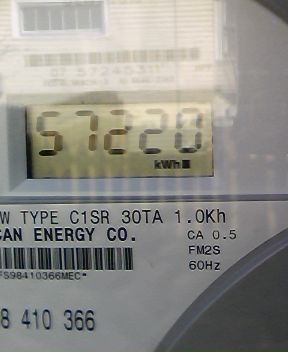 57220
kWh
W TYPE C1SR 30TA 1.0Kh
CAN ENERGY CO.
CA 0.5
FM2S
60Hz
FS98410366MEC*
8 410 366